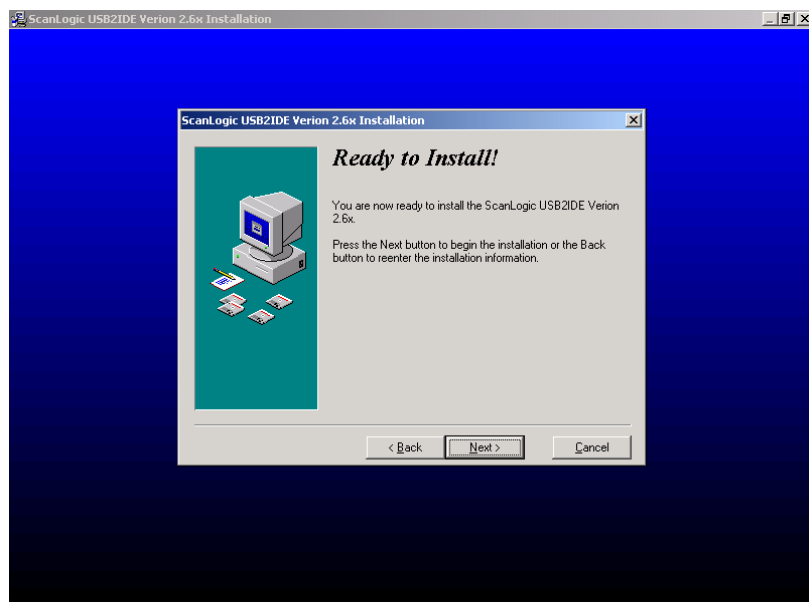 ScanLogic USB2IDE Verion 2.6x Installation
ScanLogic USB2IDE Verion 2.6x Installation
Ready to Install!
You are now ready to install the ScanLogic USB2IDE Verion
2.6x.
Press the Next button to begin the installation or the Back
button to reenter the installation information.
< Back Next > Cancel